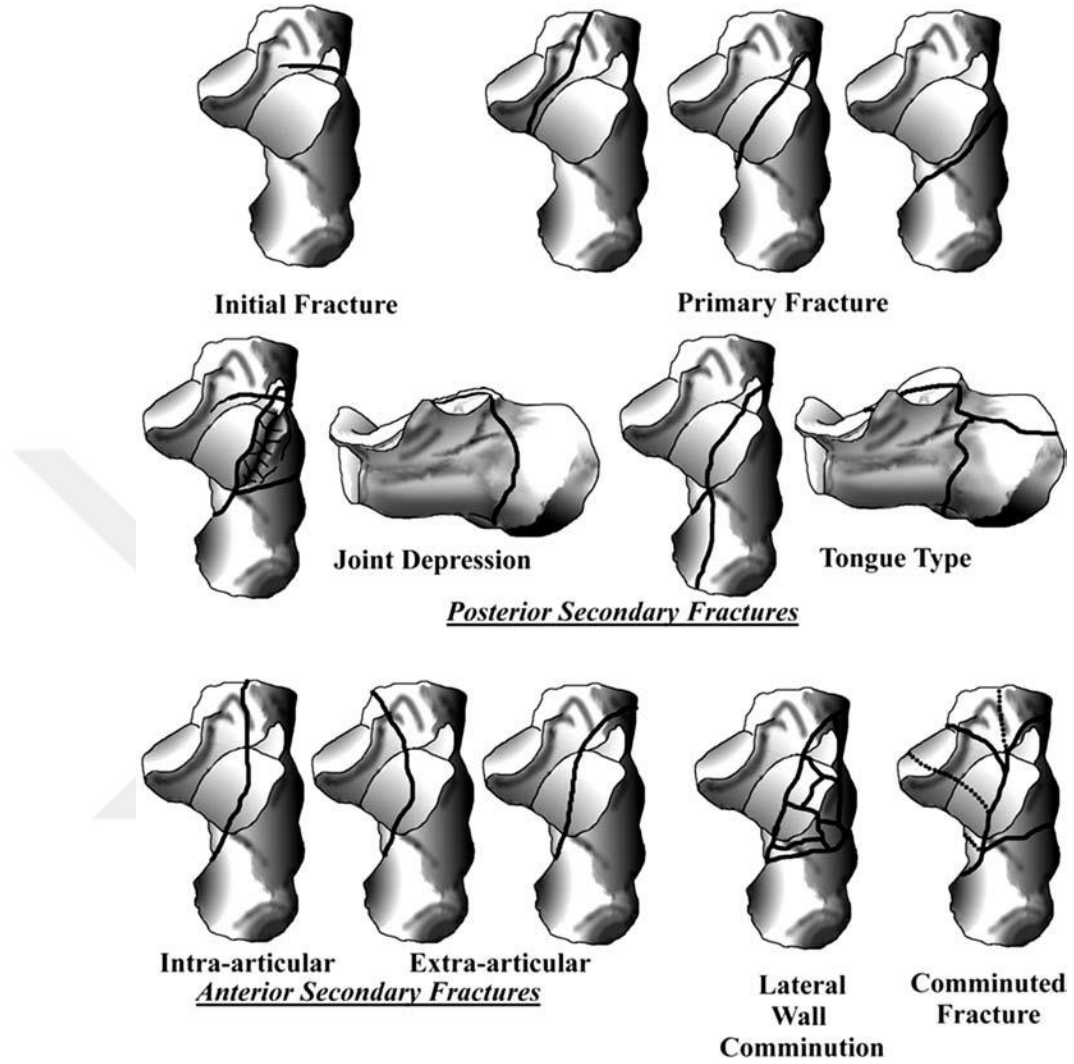 Initial Fracture
Primary Fracture
Joint Depression
Tongue Type
Posterior Secondary Fractures
Intra-articular
Extra-articular
Anterior Secondary Fractures
Lateral
Wall
Comminution
Comminuted
Fracture